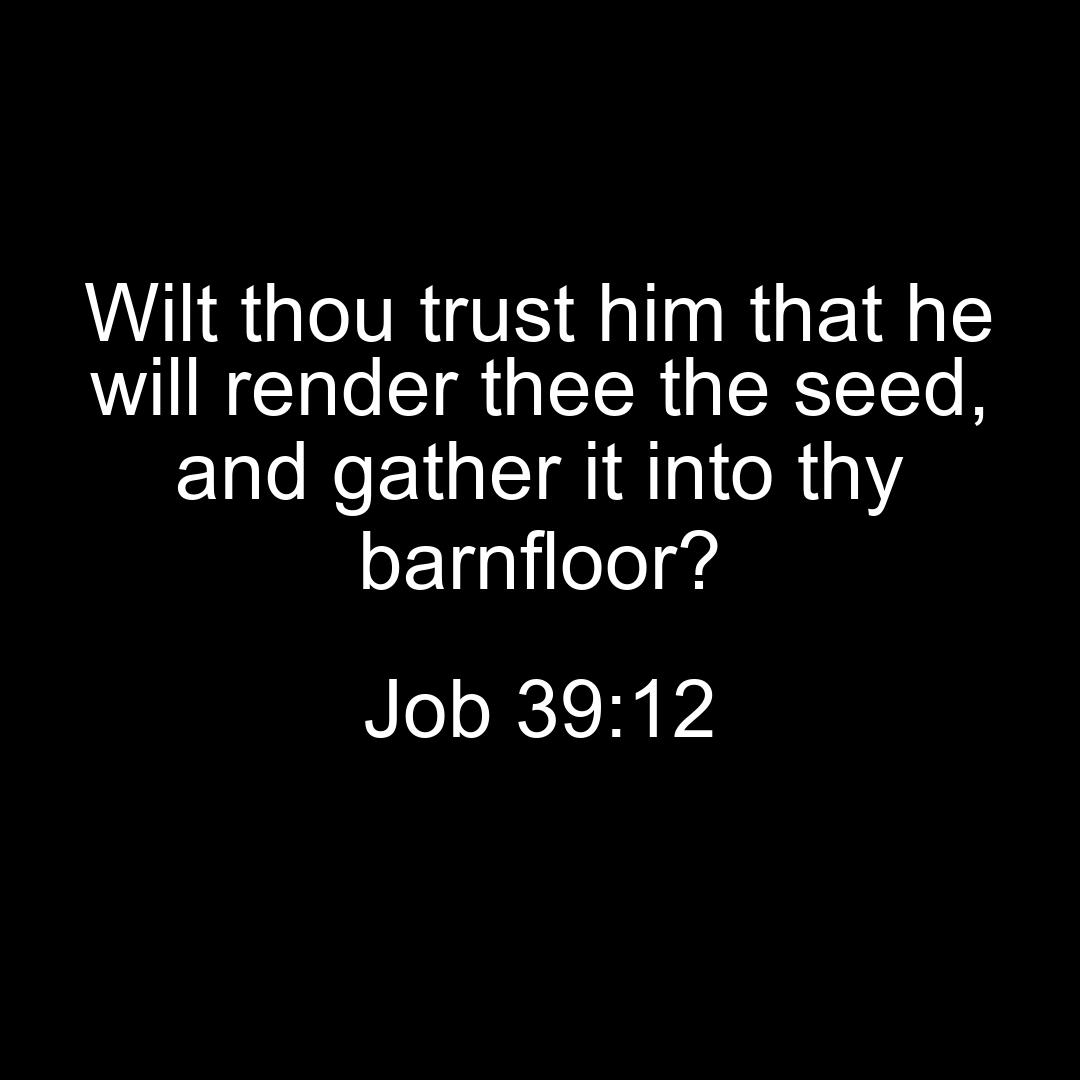 Wilt thou trust him that he
will render thee the seed,
and gather it into thy
barnfloor?
Job 39:12